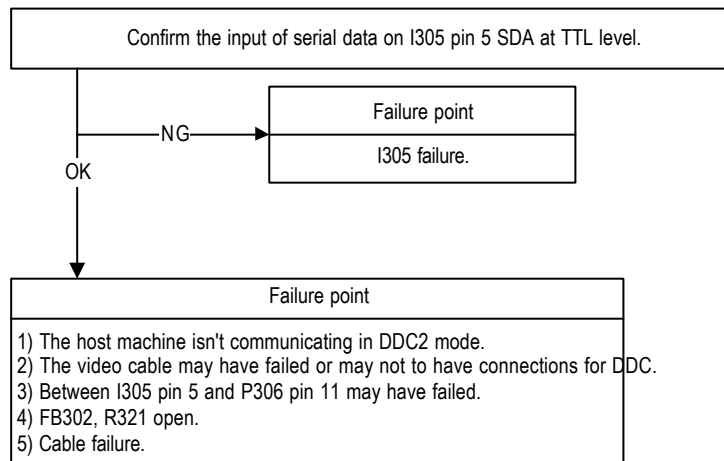 Confirm the input of serial data on I305 pin 5 SDA at TTL level.
Failure point
NG
I305 failure.
OK
Failure point
1) The host machine isn't communicating in DDC2 mode.
2) The video cable may have failed or may not to have connections for DDC.
3) Between I305 pin 5 and P306 pin 11 may have failed.
4) FB302, R321 open.
5) Cable failure.